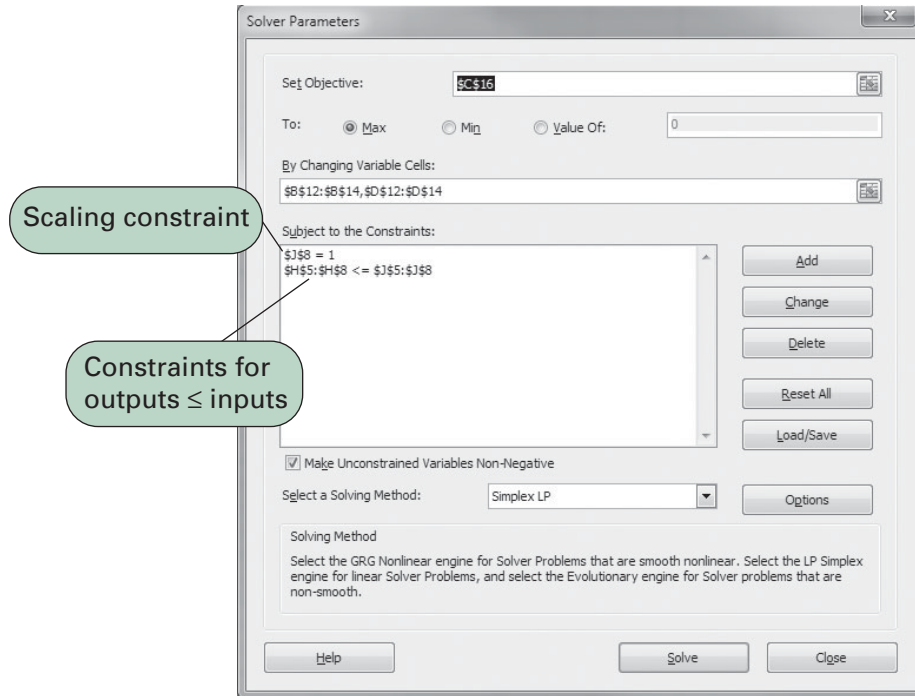 Solver Parameters
Set Objective:
$C$16
To:
Max
Min
Value Of:
0
By Changing Variable Cells:
$B$12:$B$14,$D$12:$D$14
Scaling constraint
Subject to the Constraints:
$J$8 = 1
$H$5:$H$8 <= $J$5:$J$8
Add
Change
Delete
Reset All
Load/Save
Constraints for
outputs ≤ inputs
Make Unconstrained Variables Non-Negative
Select a Solving Method:
Simplex LP
Options
Solving Method
Select the GRG Nonlinear engine for Solver Problems that are smooth nonlinear. Select the LP Simplex
engine for linear Solver Problems, and select the Evolutionary engine for Solver problems that are
non-smooth.
Help
Solve
Close